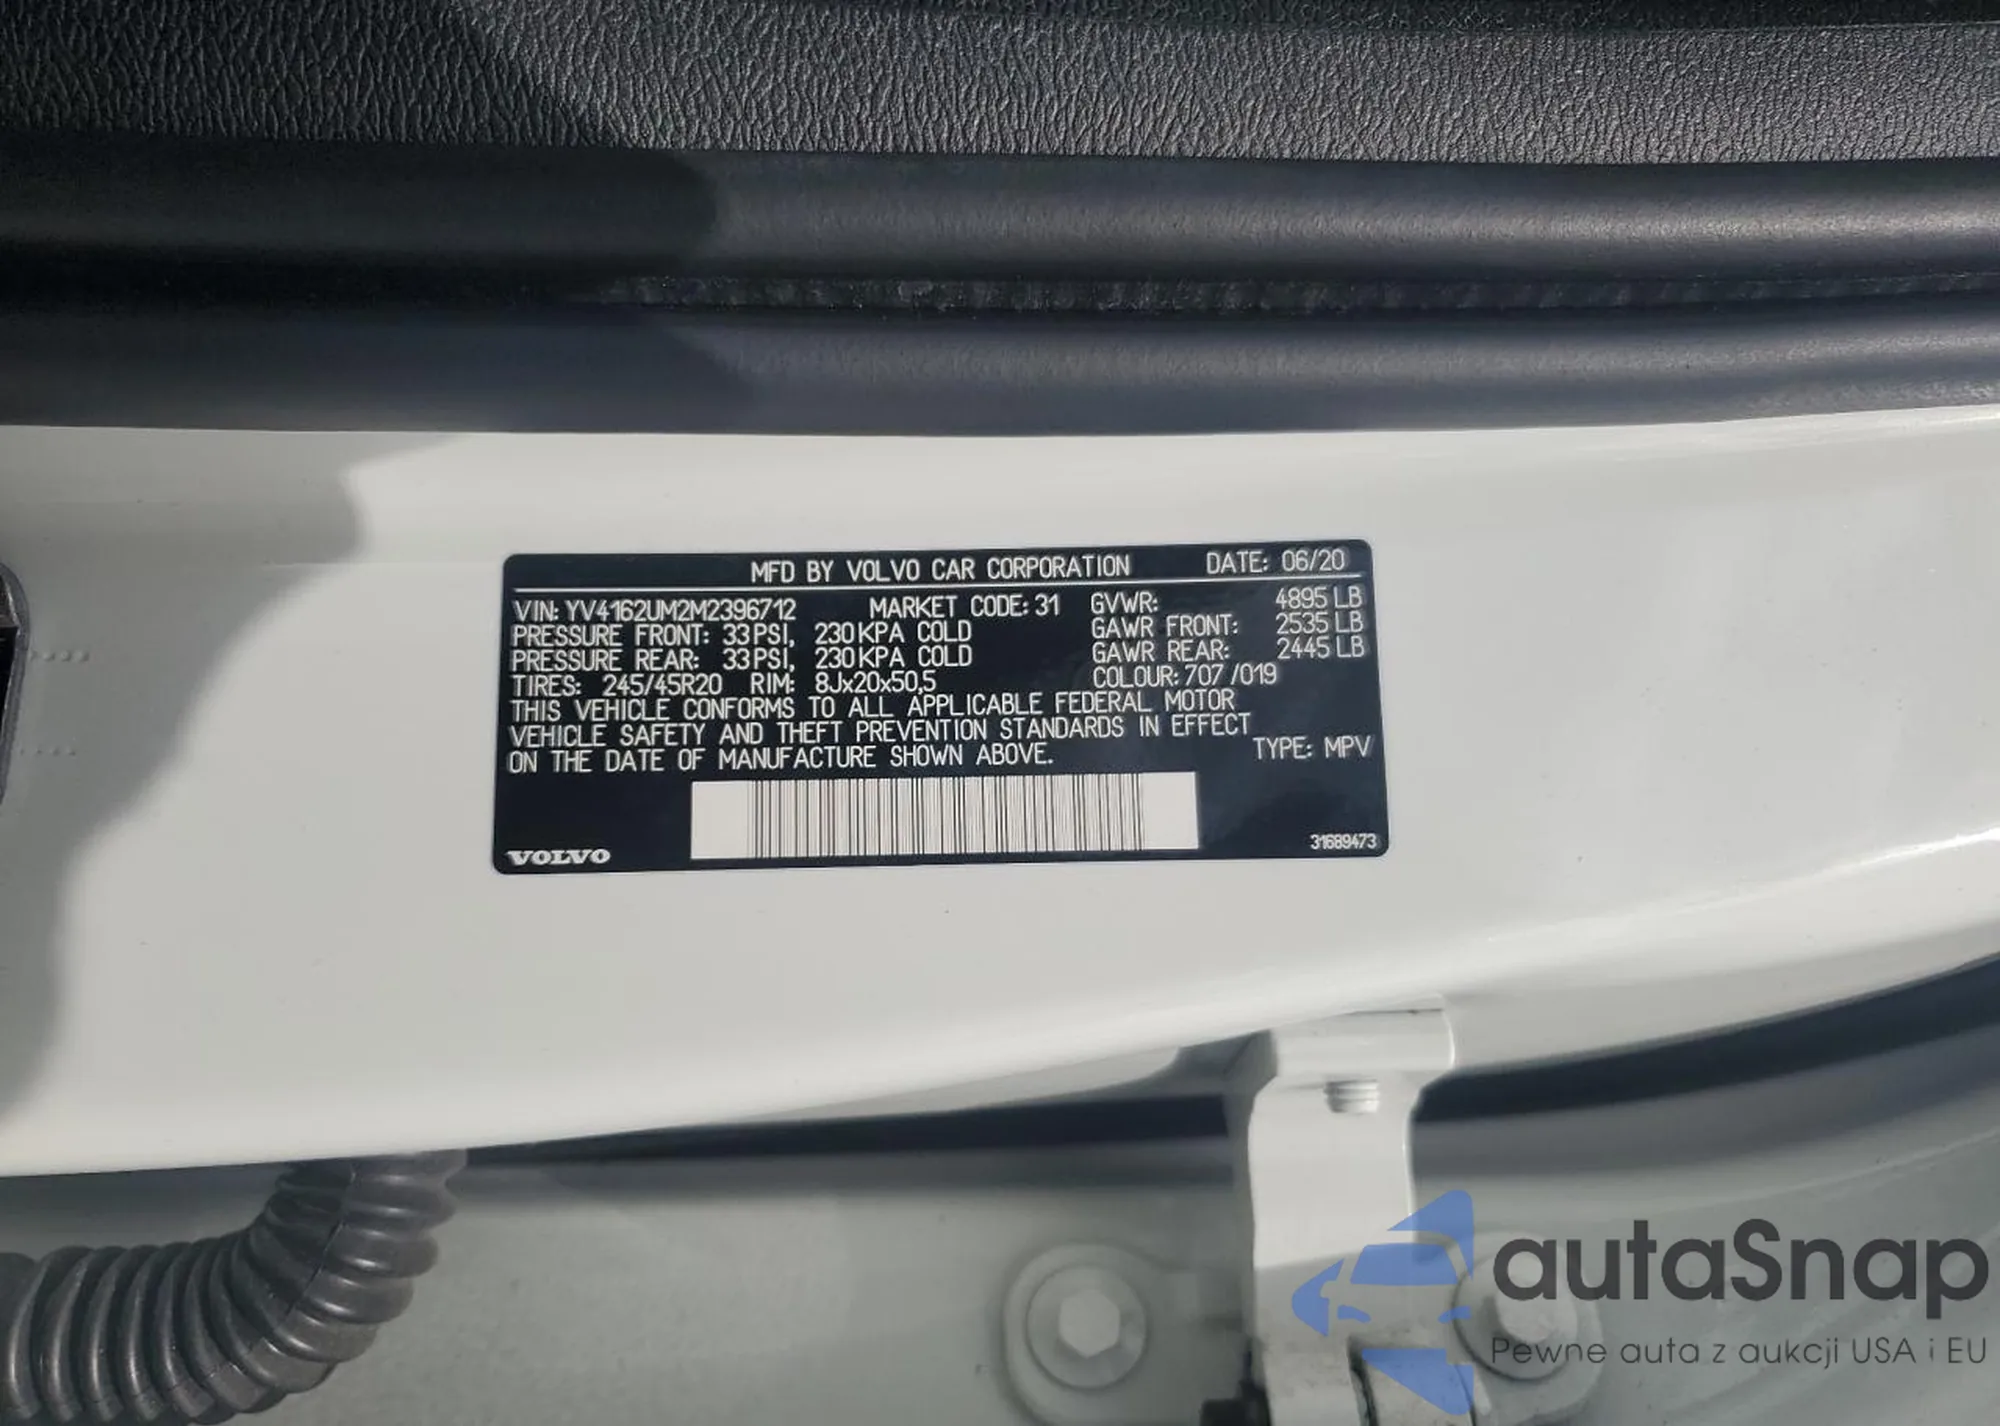 MFD BY VOLVO CAR CORPORATION DATE: 06/20
VIN: YV4162UM2M2396712 MARKET CODE: 31 GVWR: 4895 LB
PRESSURE FRONT: 33 PSI, 230 KPA COLD GAWR FRONT: 2535 LB
PRESSURE REAR: 33 PSI, 230 KPA COLD GAWR REAR: 2445 LB
TIRES: 245/45R20 RIM: 8Jx20x50,5 COLOUR: 707 /019
THIS VEHICLE CONFORMS TO ALL APPLICABLE FEDERAL MOTOR
VEHICLE SAFETY AND THEFT PREVENTION STANDARDS IN EFFECT
ON THE DATE OF MANUFACTURE SHOWN ABOVE. TYPE: MPV
VOLVO 31689473
autaSnap
Pewne auta z aukcji USA i EU